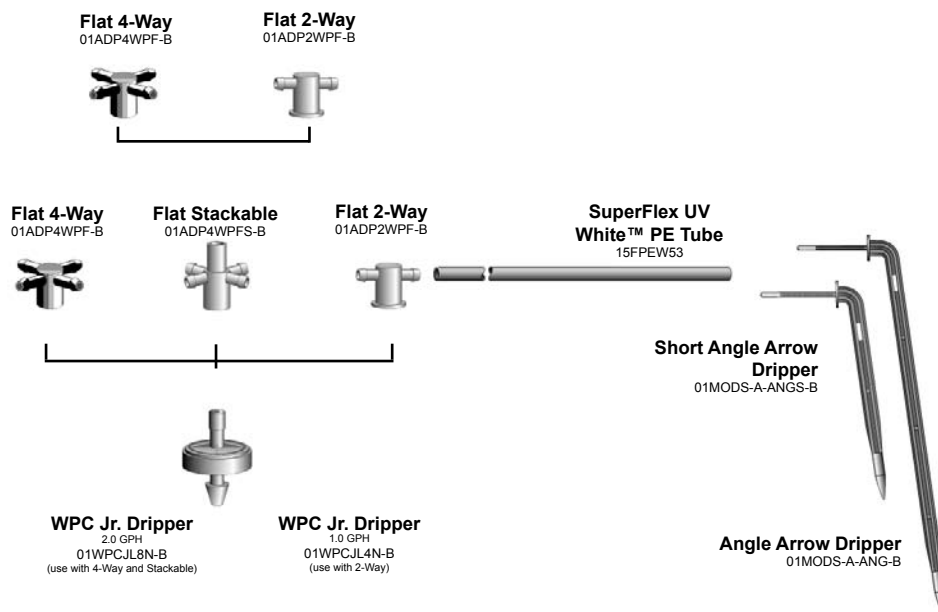 Flat 4-Way
01ADP4WPF-B
Flat 2-Way
01ADP2WPF-B
Flat 4-Way
01ADP4WPF-B
Flat Stackable
01ADP4WPFS-B
Flat 2-Way
01ADP2WPF-B
SuperFlex UV
White™ PE Tube
15FPEW53
Short Angle Arrow
Dripper
01MODS-A-ANGS-B
WPC Jr. Dripper
2.0 GPH
01WPCJL8N-B
(use with 4-Way and Stackable)
WPC Jr. Dripper
1.0 GPH
01WPCJL4N-B
(use with 2-Way)
Angle Arrow Dripper
01MODS-A-ANG-B